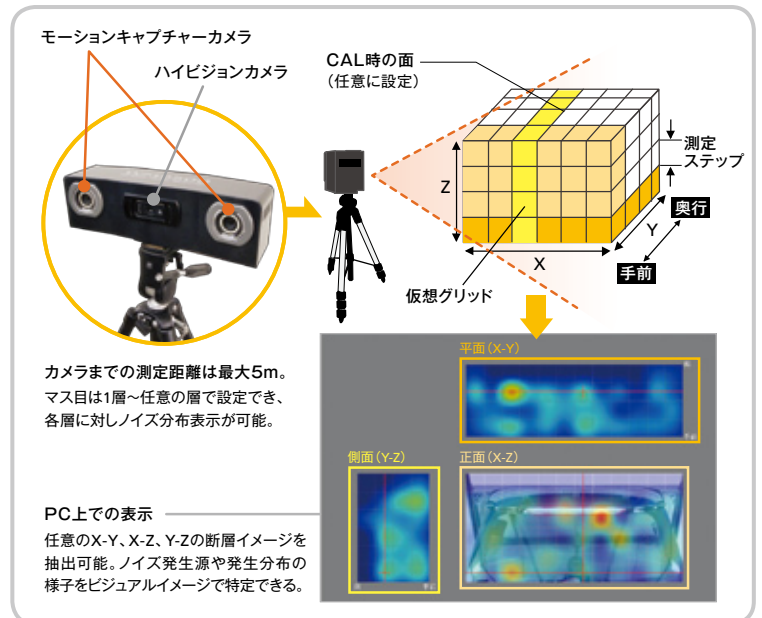 モーションキャプチャーカメラ
ハイビジョンカメラ
CAL時の面
（任意に設定）
測定
ステップ
Z
X
Y
奥行
手前
仮想グリッド
カメラまでの測定距離は最大5m。
マス目は1層～任意の層で設定でき、
各層に対しノイズ分布表示が可能。
平面（X-Y）
側面（Y-Z）
正面（X-Z）
PC上での表示
任意のX-Y、X-Z、Y-Zの断層イメージを
抽出可能。ノイズ発生源や発生分布の
様子をビジュアルイメージで特定できる。